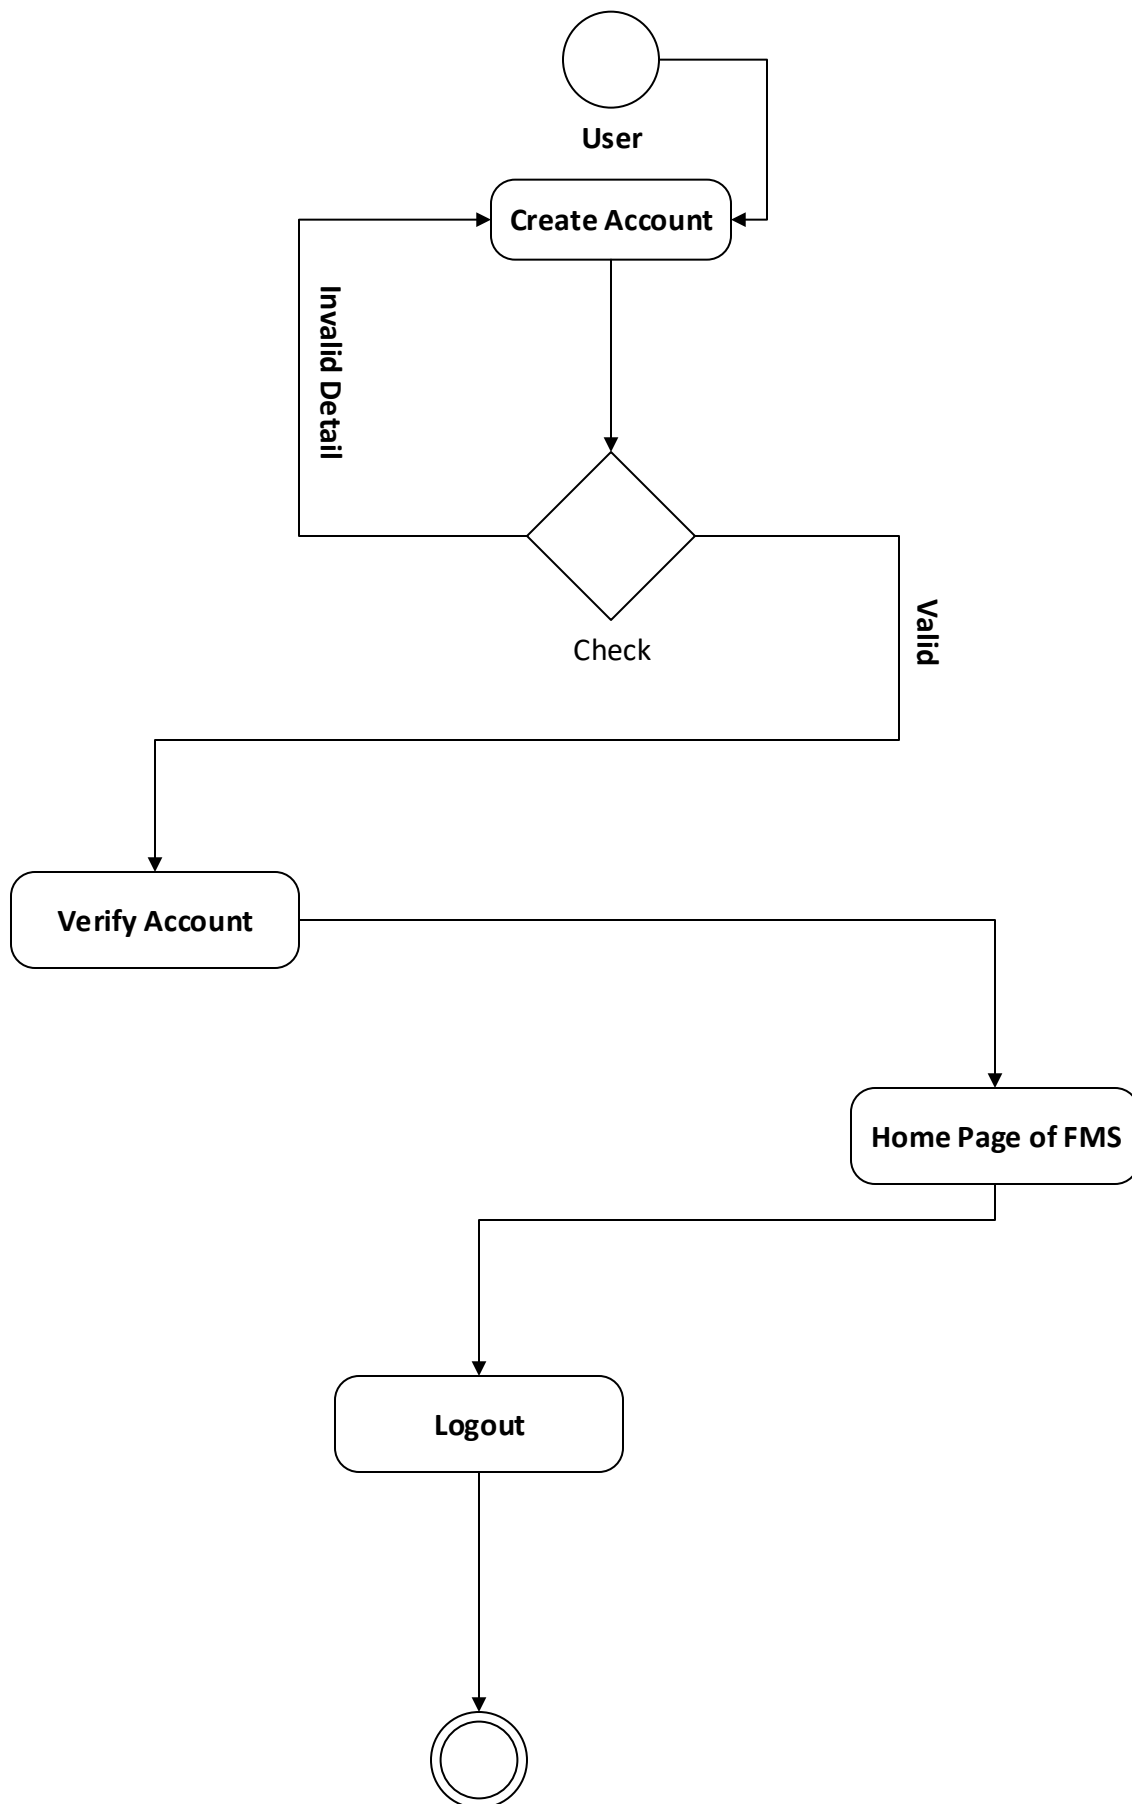 User
Create Account
Invalid Detail
Check
Valid
Verify Account
Home Page of FMS
Logout